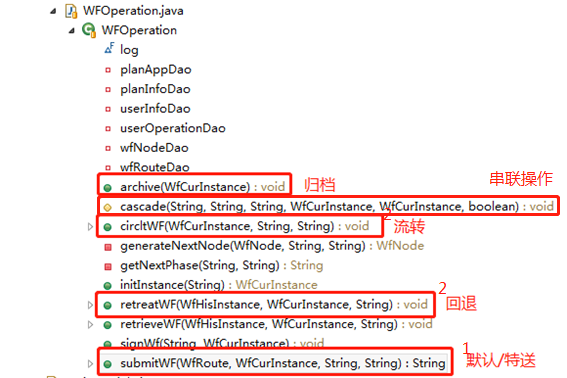 WFOperation.java
WFOperation
log
planAppDao
planInfoDao
userInfoDao
userOperationDao
wfNodeDao
wfRouteDao
archive(WfCurInstance) : void 归档
串联操作
cascade(String, String, String, WfCurInstance, WfCurInstance, boolean) : void
circltWF(WfCurInstance, String, String) : void 2 流转
generateNextNode(WfNode, String, String) : WfNode
getNextPhase(String, String) : String
initInstance(String) : WfCurInstance
retreatWF(WfHisInstance, WfCurInstance, String) : void 2 回退
retrieveWF(WfHisInstance, WfCurInstance, String) : void
signWf(String, WfCurInstance) : void
submitWF(WfRoute, WfCurInstance, String, String) : String 1 默认/特送